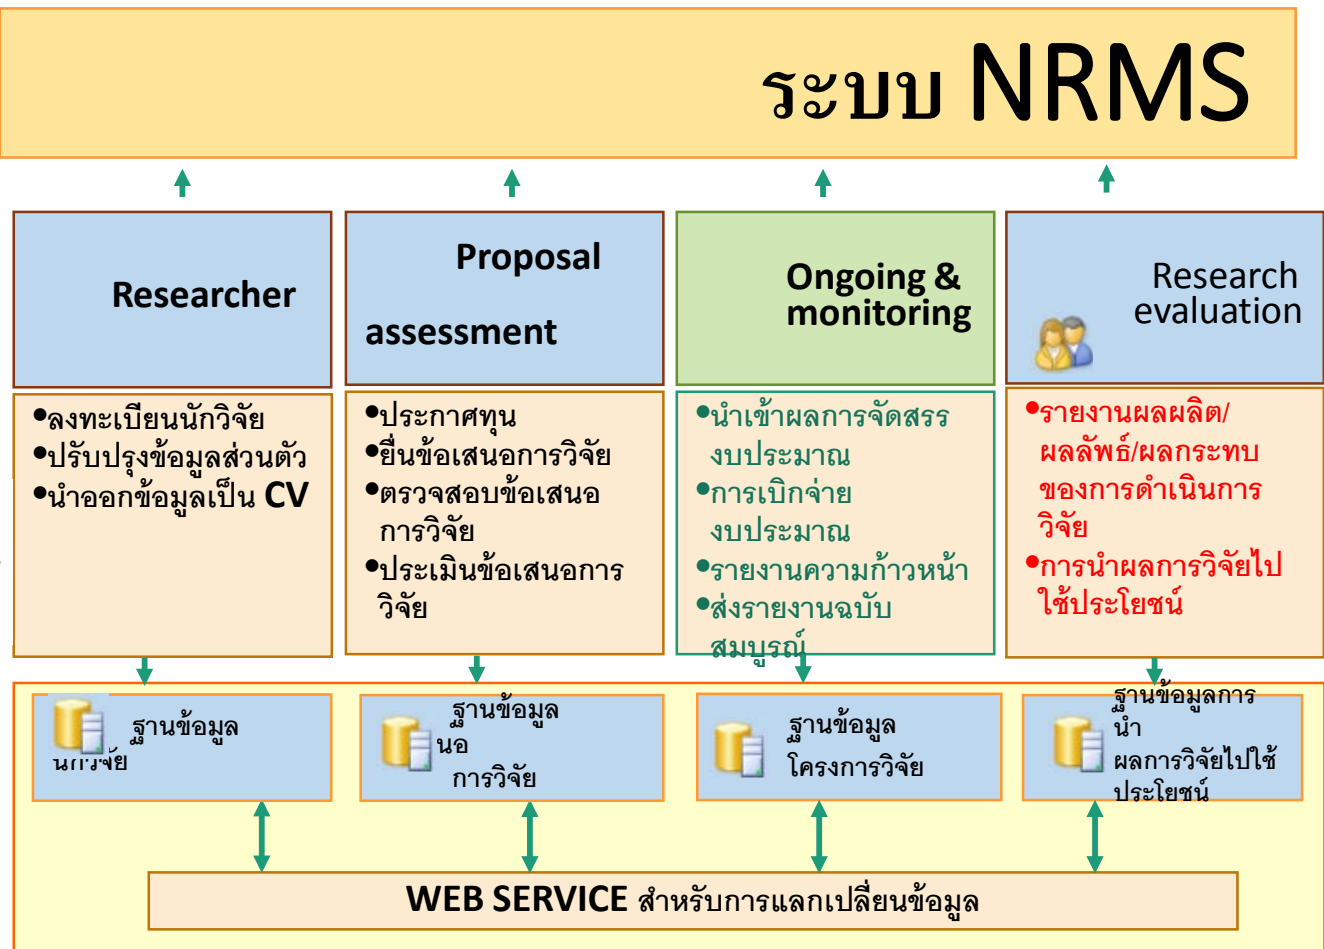 ระบบ NRMS
Researcher
Proposal
assessment
Ongoing &
monitoring
Research
evaluation
•ลงทะเบียนนักวิจัย
•ปรับปรุงข้อมูลส่วนตัว
•นำออกข้อมูลเป็น CV
•ประกาศทุน
•ยื่นข้อเสนอการวิจัย
•ตรวจสอบข้อเสนอ
การวิจัย
•ประเมินข้อเสนอการ
วิจัย
•นำเข้าผลการจัดสรร
งบประมาณ
•การเบิกจ่าย
งบประมาณ
•รายงานความก้าวหน้า
•ส่งรายงานฉบับ
สมบูรณ์
•รายงานผลผลิต/
ผลลัพธ์/ผลกระทบ
ของการดำเนินการ
วิจัย
•การนำผลการวิจัยไป
ใช้ประโยชน์
ฐานข้อมูล
นักวิจัย
ฐานข้อมูล
นอ
การวิจัย
ฐานข้อมูล
โครงการวิจัย
ฐานข้อมูลการ
นำ
ผลการวิจัยไปใช้
ประโยชน์
WEB SERVICE สำหรับการแลกเปลี่ยนข้อมูล